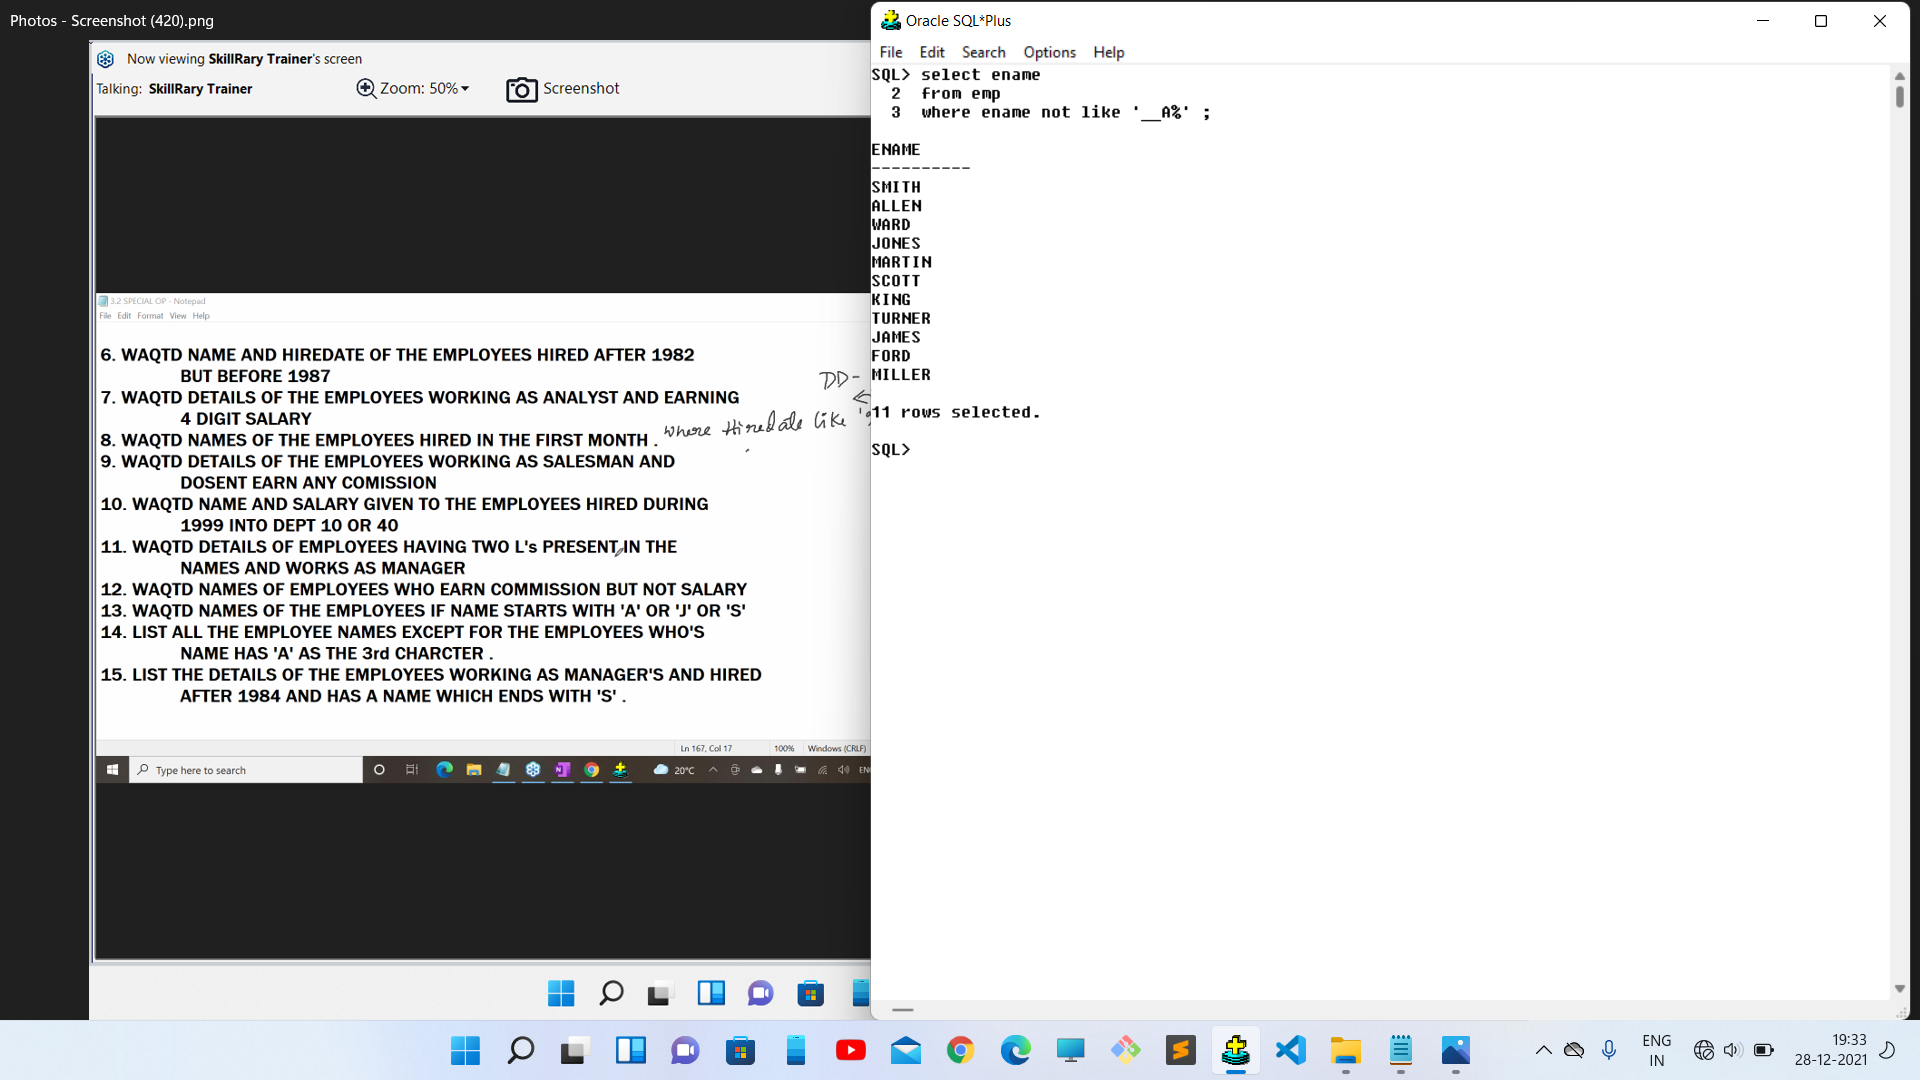 Photos - Screenshot (420).png
Now viewing SkillRary Trainer's screen
Talking: SkillRary Trainer
Zoom: 50%
Screenshot
3.2 SPECIAL OP - Notepad
File Edit Format View Help
6. WAQTD NAME AND HIREDATE OF THE EMPLOYEES HIRED AFTER 1982
BUT BEFORE 1987
7. WAQTD DETAILS OF THE EMPLOYEES WORKING AS ANALYST AND EARNING
4 DIGIT SALARY
8. WAQTD NAMES OF THE EMPLOYEES HIRED IN THE FIRST MONTH .
DD-
where Hiredate like '
9. WAQTD DETAILS OF THE EMPLOYEES WORKING AS SALESMAN AND
DOSENT EARN ANY COMISSION
10. WAQTD NAME AND SALARY GIVEN TO THE EMPLOYEES HIRED DURING
1999 INTO DEPT 10 OR 40
11. WAQTD DETAILS OF EMPLOYEES HAVING TWO L's PRESENT IN THE
NAMES AND WORKS AS MANAGER
12. WAQTD NAMES OF EMPLOYEES WHO EARN COMMISSION BUT NOT SALARY
13. WAQTD NAMES OF THE EMPLOYEES IF NAME STARTS WITH 'A' OR 'J' OR 'S'
14. LIST ALL THE EMPLOYEE NAMES EXCEPT FOR THE EMPLOYEES WHO'S
NAME HAS 'A' AS THE 3rd CHARCTER .
15. LIST THE DETAILS OF THE EMPLOYEES WORKING AS MANAGER'S AND HIRED
AFTER 1984 AND HAS A NAME WHICH ENDS WITH 'S' .
Ln 167, Col 17 100% Windows (CRLF)
Type here to search
20°C
Oracle SQL*Plus
File Edit Search Options Help
SQL> select ename
2 from emp
3 where ename not like '__A%' ;
ENAME
----------
SMITH
ALLEN
WARD
JONES
MARTIN
SCOTT
KING
TURNER
JAMES
FORD
MILLER
11 rows selected.
SQL>
ENG
IN
19:33
28-12-2021